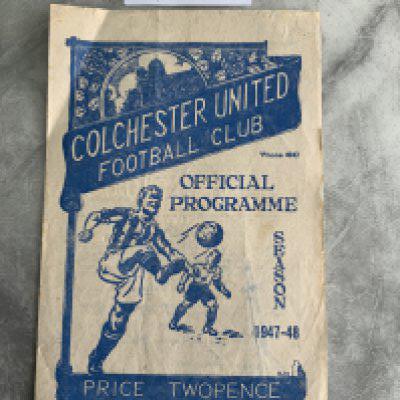 COLCHESTER UNITED
FOOTBALL CLUB
OFFICIAL
PROGRAMME
SEASON
1947-48
PRICE TWOPENCE